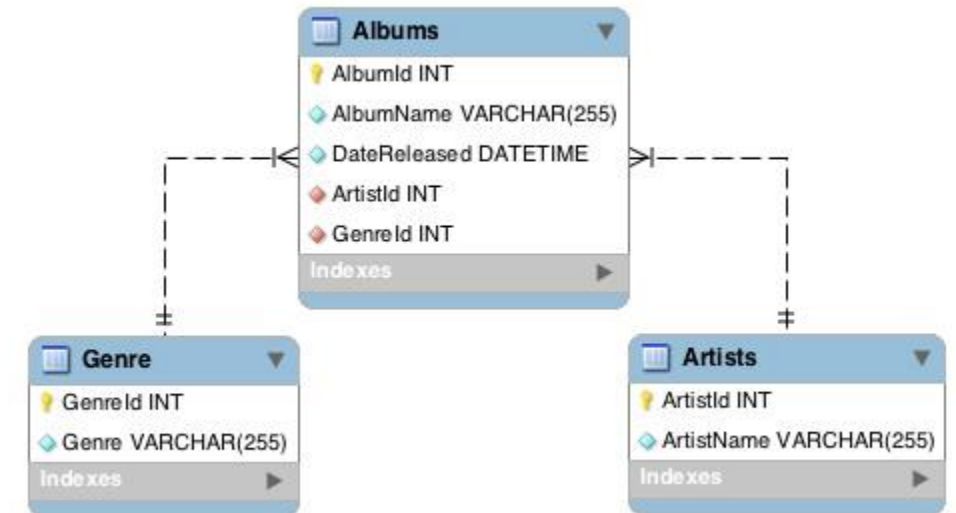 Albums
AlbumId INT
AlbumName VARCHAR(255)
DateReleased DATETIME
ArtistId INT
GenreId INT
Indexes
Genre
GenreId INT
Genre VARCHAR(255)
Indexes
Artists
ArtistId INT
ArtistName VARCHAR(255)
Indexes